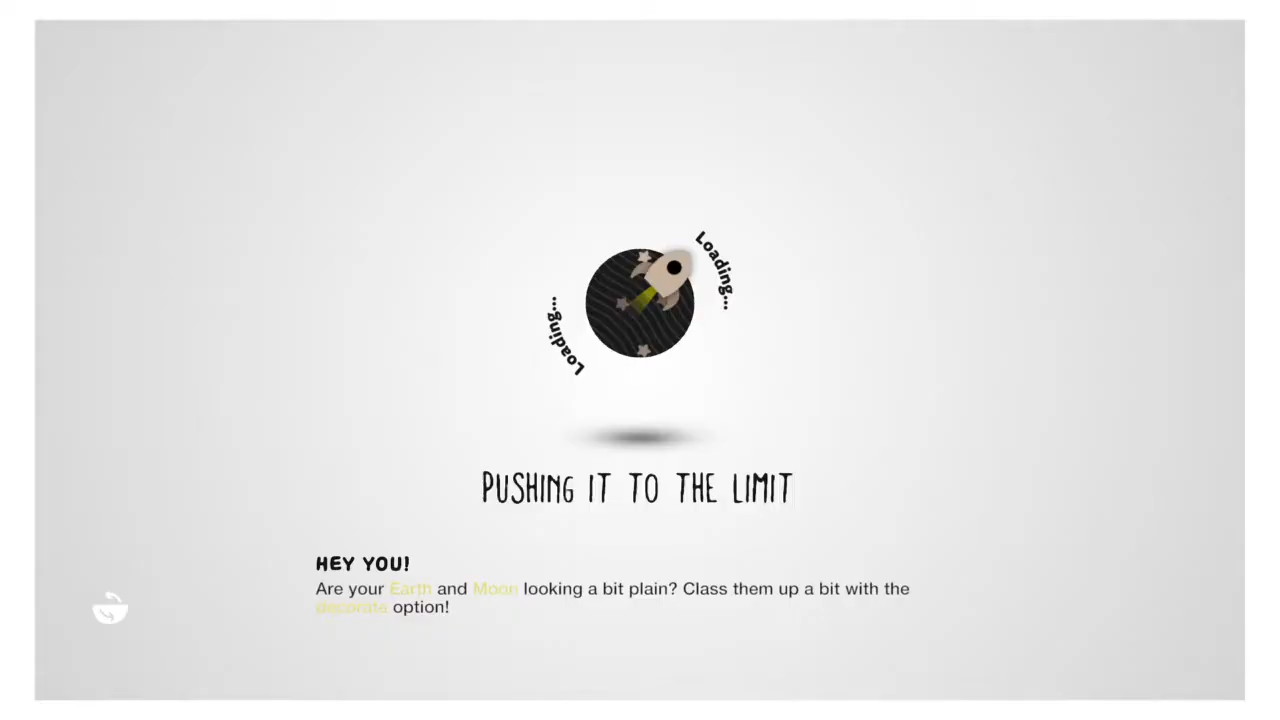 Loading...
Loading...
PUSHING IT TO THE LIMIT
HEY YOU!
Are your Earth and Moon looking a bit plain? Class them up a bit with the
decorate option!